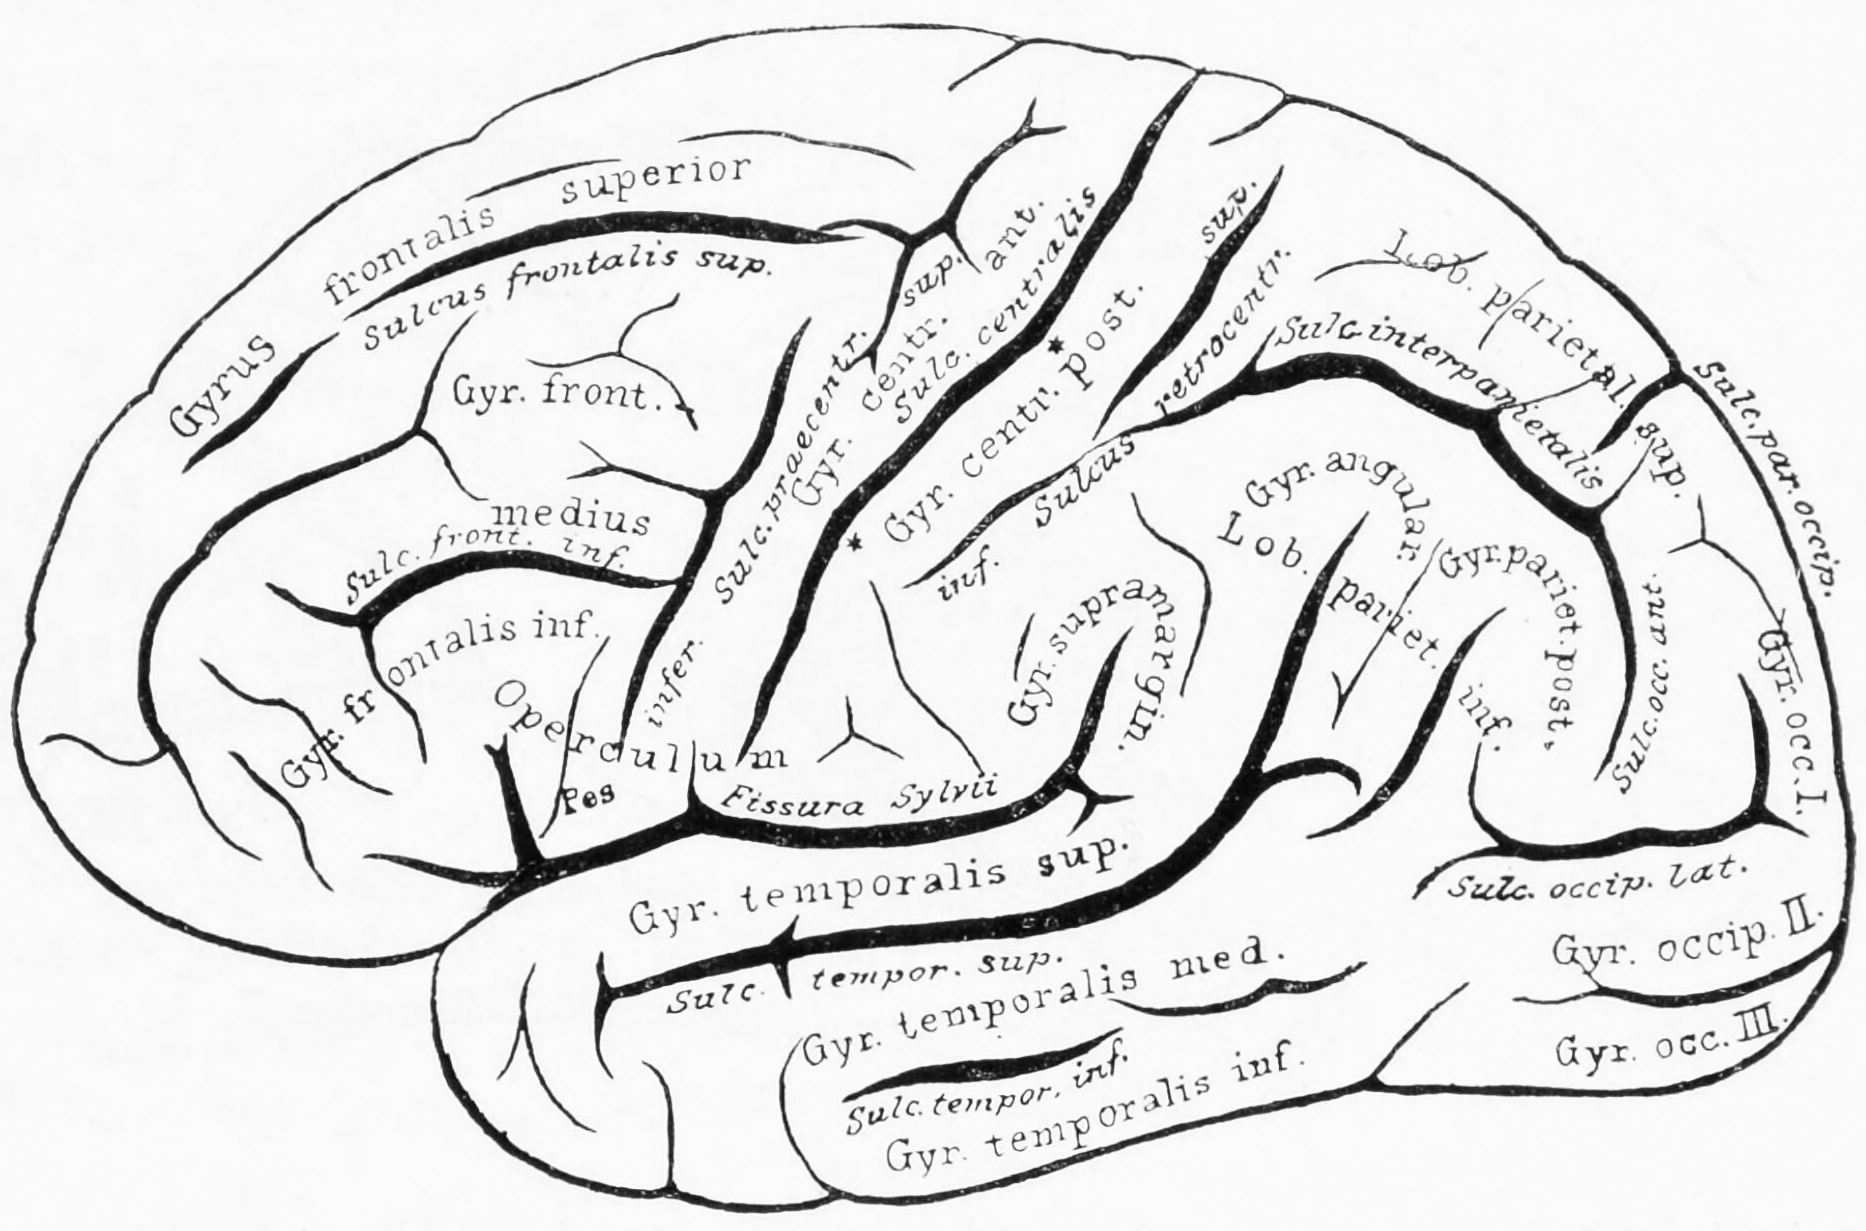 Gyrus frontalis superior
Sulcus frontalis sup.
Gyr. front. medius
Sulc. front. inf.
Gyr. frontalis inf.
Operculum
Pes
Sulc. praecentr. sup.
infer.
Gyr. centr. ant.
Sulc. centralis
*
*
Gyr. centr. post.
Sulcus retrocentr. sup.
inf.
Lob. parietal. sup.
Sulc. interparietalis
Sulc. par. occip.
Gyr. angular.
Lob. pariet. inf.
Gyr. pariet. post.
Gyr. supramargin.
Sulc. occ. ant.
Gyr. occ. I.
Fissura Sylvii
Gyr. temporalis sup.
Sulc. tempor. sup.
Gyr. temporalis med.
Sulc. tempor. inf.
Gyr. temporalis inf.
Sulc. occip. lat.
Gyr. occip. II.
Gyr. occ. III.